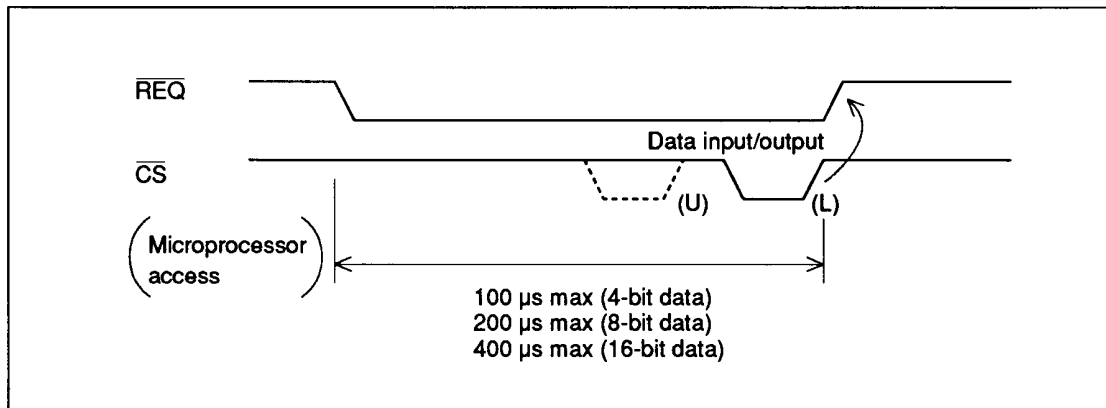 REQ
Data input/output
CS
(U)
(L)
Microprocessor
access
100 µs max (4-bit data)
200 µs max (8-bit data)
400 µs max (16-bit data)